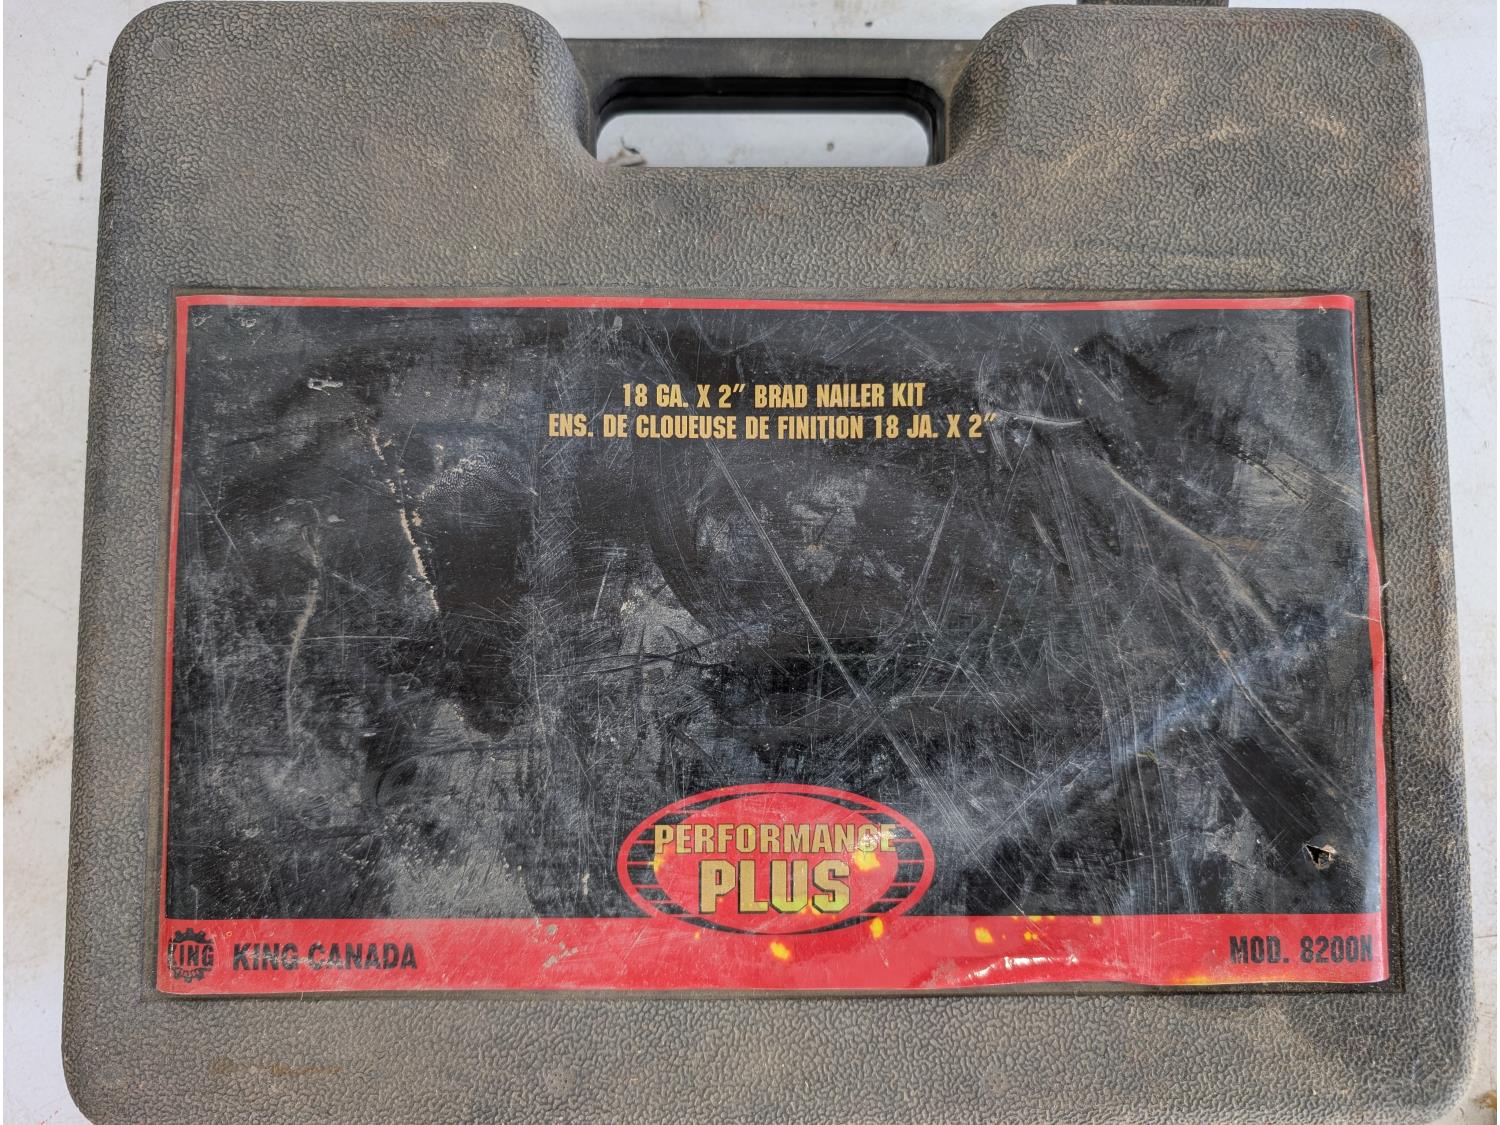 18 GA. X 2" BRAD NAILER KIT
ENS. DE CLOUEUSE DE FINITION 18 JA. X 2"
PERFORMANCE
PLUS
KING KING CANADA
MOD. 8200N